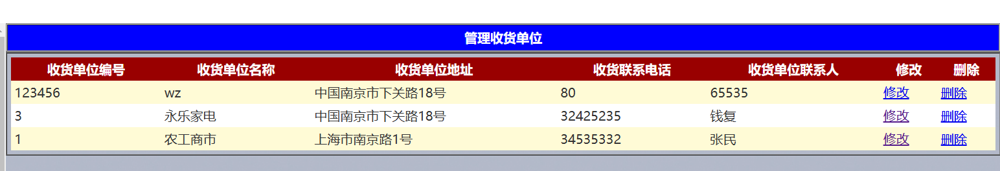 管理收货单位
收货单位编号 收货单位名称 收货单位地址 收货联系电话 收货单位联系人 修改 删除
123456 wz 中国南京市下关路18号 80 65535 修改 删除
3 永乐家电 中国南京市下关路18号 32425235 钱复 修改 删除
1 农工商市 上海市南京路1号 34535332 张民 修改 删除